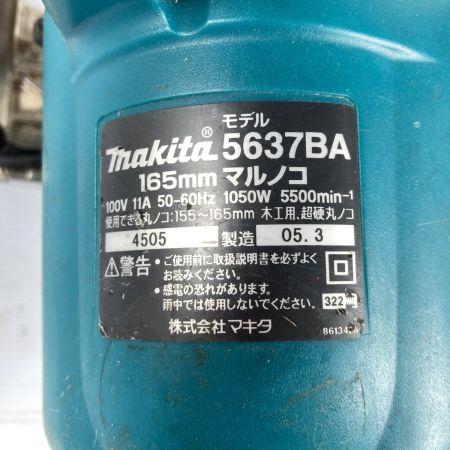 モデル
makita® 5637BA
165mm マルノコ
100V 11A 50-60Hz 1050W 5500min⁻¹
使用できる丸ノコ:155~165mm 木工用、超硬丸ノコ
4505 製造 05.3
⚠警告 ・ご使用前に取扱説明書を必ずよく
お読みください。
・感電の恐れがあります。
雨中では使用しないでください。
322
株式会社 マキタ